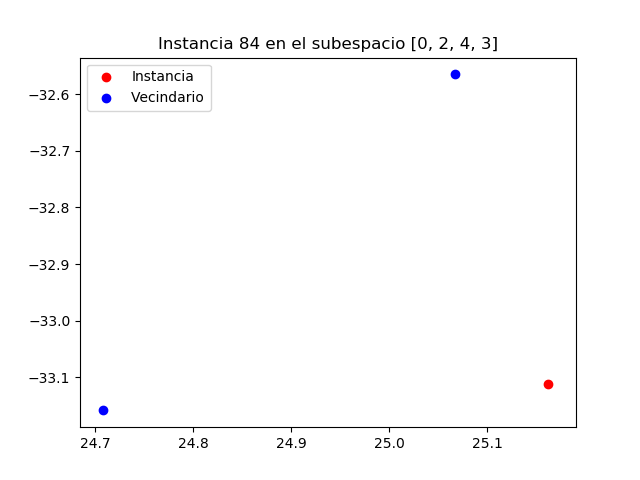 Instancia 84 en el subespacio [0, 2, 4, 3]
Instancia
Vecindario
−32.6
−32.7
−32.8
−32.9
−33.0
−33.1
24.7 24.8 24.9 25.0 25.1